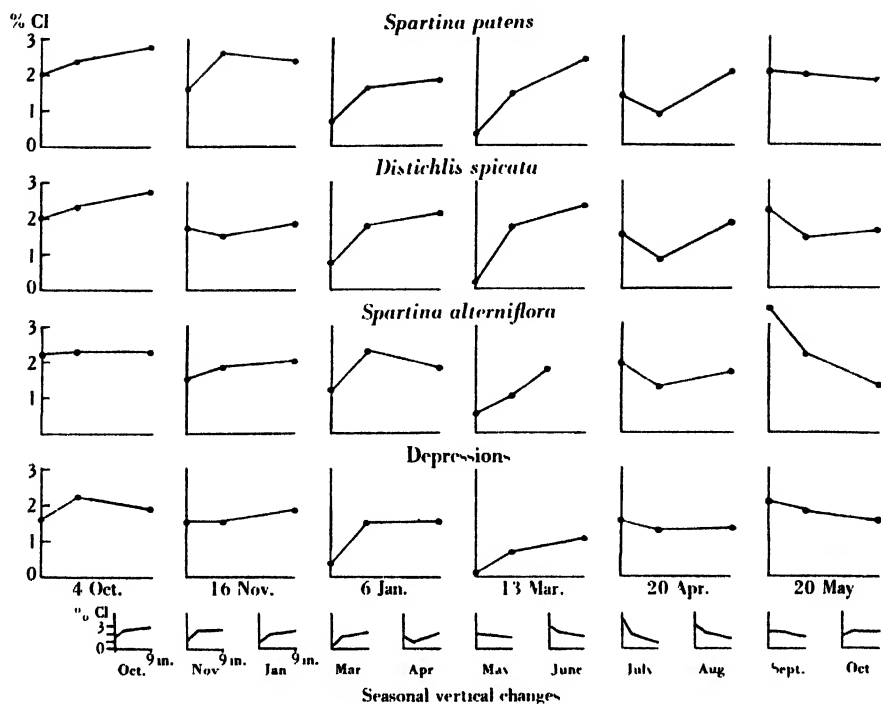 % Cl
Spartina patens
3
2
1
0
Distichlis spicata
3
2
1
0
Spartina alterniflora
3
2
1
Depressions
3
2
1
0
4 Oct. 16 Nov. 6 Jan. 13 Mar. 20 Apr. 20 May
% Cl
3
0
9 in. 9 in. 9 in.
Oct. Nov Jan Mar Apr May June July Aug Sept. Oct
Seasonal vertical changes